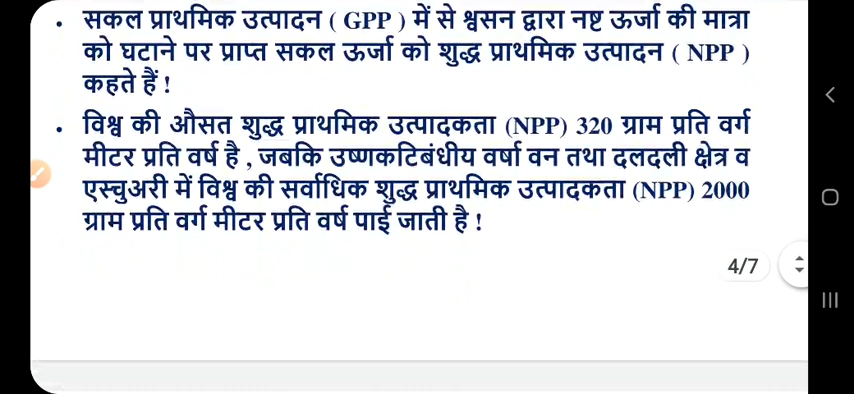 • सकल प्राथमिक उत्पादन ( GPP ) में से श्वसन द्वारा नष्ट ऊर्जा की मात्रा
को घटाने पर प्राप्त सकल ऊर्जा को शुद्ध प्राथमिक उत्पादन ( NPP )
कहते हैं !
• विश्व की औसत शुद्ध प्राथमिक उत्पादकता (NPP) 320 ग्राम प्रति वर्ग
मीटर प्रति वर्ष है , जबकि उष्णकटिबंधीय वर्षा वन तथा दलदली क्षेत्र व
एस्चुअरी में विश्व की सर्वाधिक शुद्ध प्राथमिक उत्पादकता (NPP) 2000
ग्राम प्रति वर्ग मीटर प्रति वर्ष पाई जाती है !
4/7